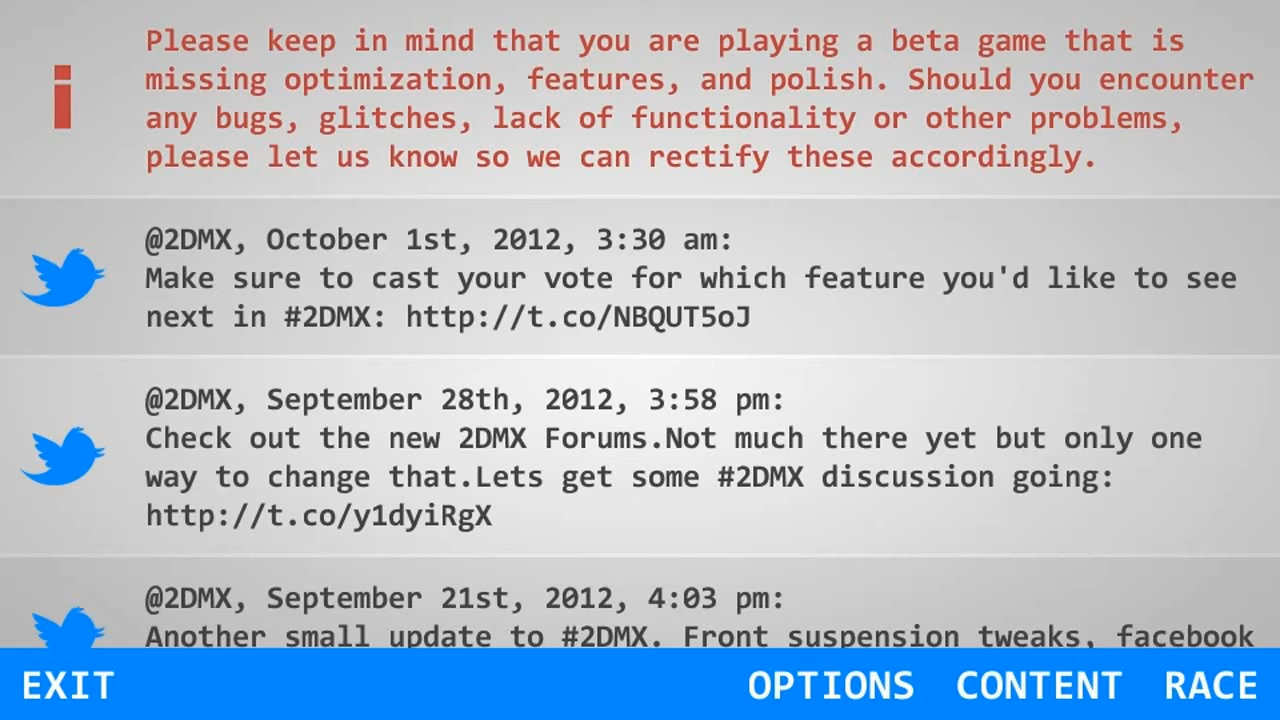 Please keep in mind that you are playing a beta game that is
missing optimization, features, and polish. Should you encounter
any bugs, glitches, lack of functionality or other problems,
please let us know so we can rectify these accordingly.
@2DMX, October 1st, 2012, 3:30 am:
Make sure to cast your vote for which feature you'd like to see
next in #2DMX: http://t.co/NBQUT5oJ
@2DMX, September 28th, 2012, 3:58 pm:
Check out the new 2DMX Forums.Not much there yet but only one
way to change that.Lets get some #2DMX discussion going:
http://t.co/y1dyiRgX
@2DMX, September 21st, 2012, 4:03 pm:
Another small update to #2DMX. Front suspension tweaks, facebook
EXIT OPTIONS CONTENT RACE